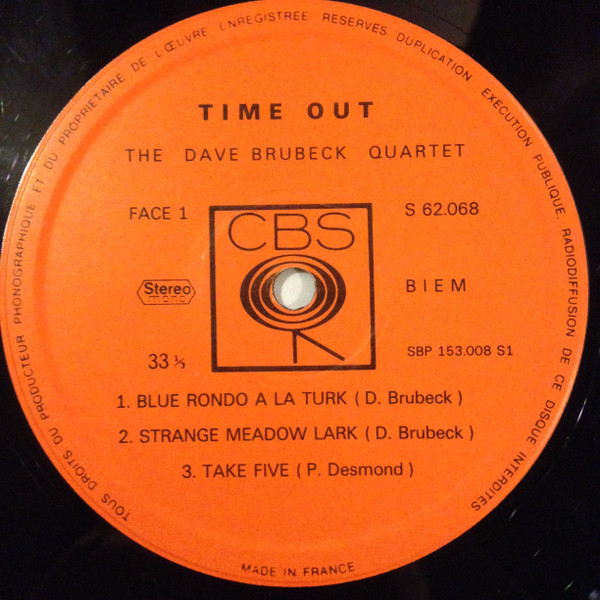 TOUS DROITS DU PRODUCTEUR PHONOGRAPHIQUE ET DU PROPRIETAIRE DE L'ŒUVRE ENREGISTREE RESERVES DUPLICATION EXECUTION PUBLIQUE. RADIODIFFUSION DE CE DISQUE INTERDITES
TIME OUT
THE DAVE BRUBECK QUARTET
FACE 1
S 62.068
CBS
Stereo
mono
BIEM
33 ⅓
SBP 153.008 S1
1. BLUE RONDO A LA TURK ( D. Brubeck )
2. STRANGE MEADOW LARK ( D. Brubeck )
3. TAKE FIVE ( P. Desmond )
MADE IN FRANCE